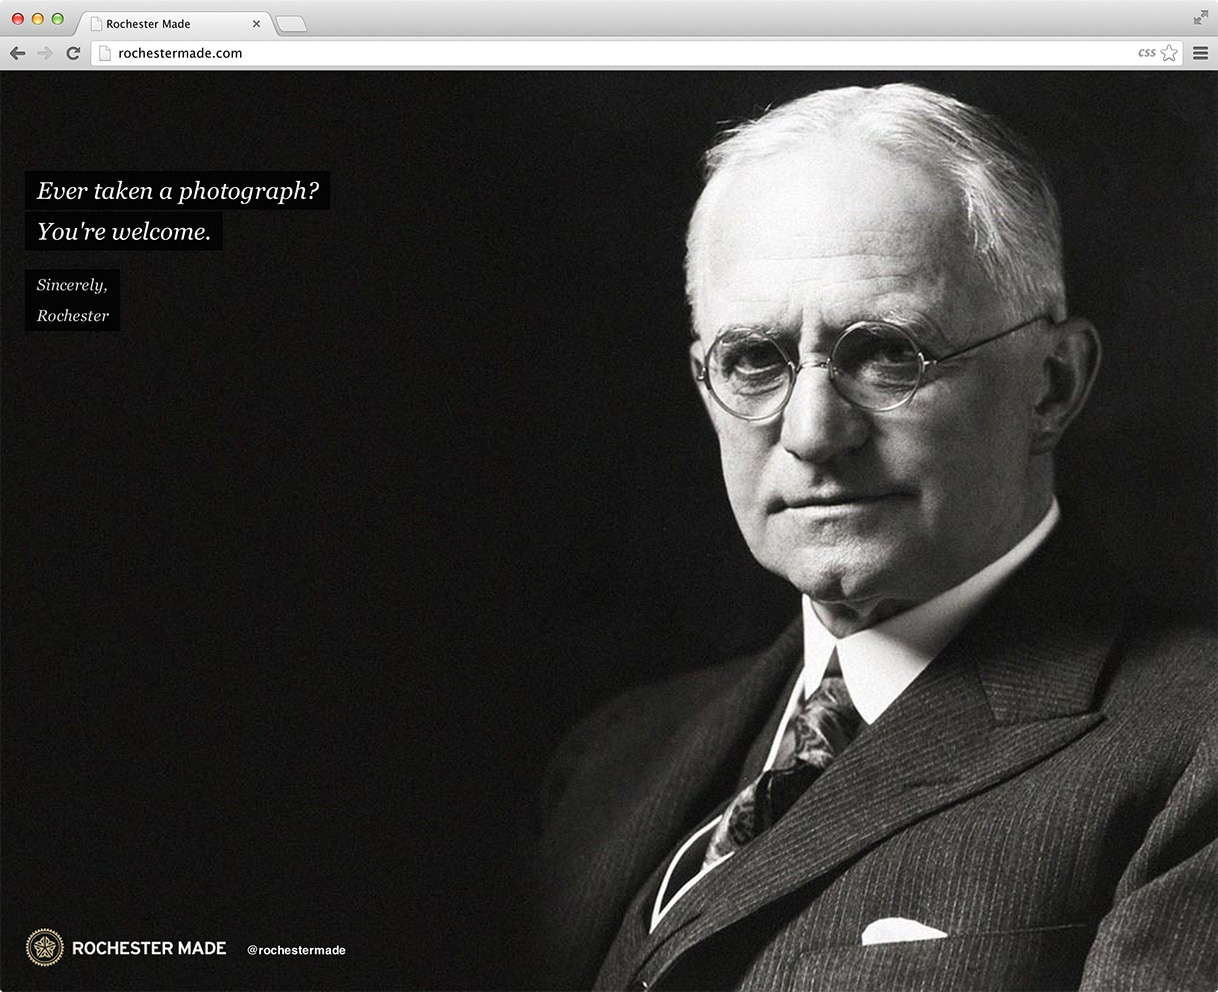 Rochester Made
rochestermade.com
css
Ever taken a photograph?
You're welcome.
Sincerely,
Rochester
ROCHESTER MADE
@rochestermade